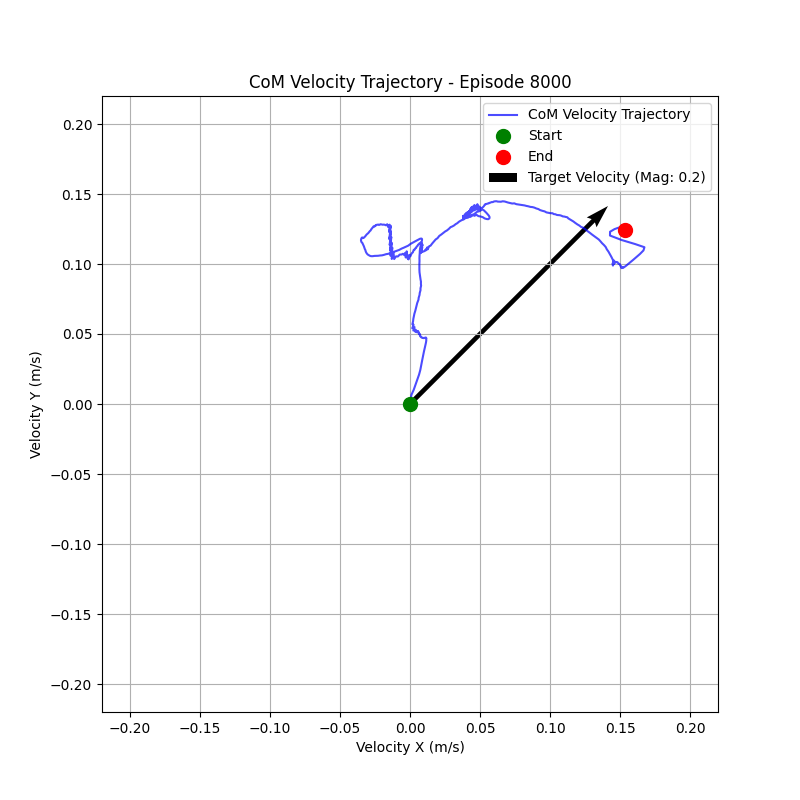 CoM Velocity Trajectory - Episode 8000
CoM Velocity Trajectory
Start
End
Target Velocity (Mag: 0.2)
0.20
0.15
0.10
0.05
0.00
−0.05
−0.10
−0.15
−0.20
Velocity Y (m/s)
−0.20 −0.15 −0.10 −0.05 0.00 0.05 0.10 0.15 0.20
Velocity X (m/s)